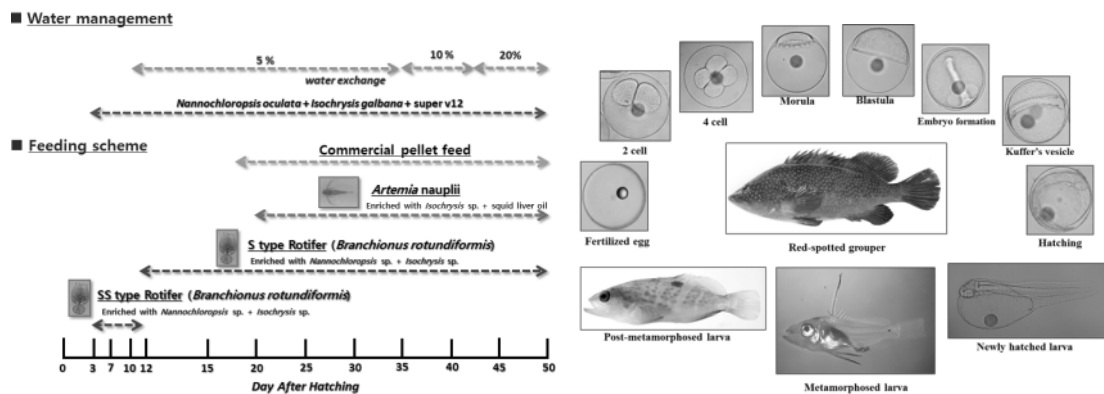 ■ Water management
5 %
10 %
20%
water exchange
Nannochloropsis oculata + Isochrysis galbana + super v12
■ Feeding scheme
Commercial pellet feed
Artemia nauplii
Enriched with Isochrysis sp. + squid liver oil
S type Rotifer (Branchionus rotundiformis)
Enriched with Nannochloropsis sp. + Isochrysis sp.
SS type Rotifer (Branchionus rotundiformis)
Enriched with Nannochloropsis sp. + Isochrysis sp.
0 3 7 10 12 15 20 25 30 35 40 45 50
Day After Hatching
Fertilized egg
2 cell
4 cell
Morula
Blastula
Embryo formation
Kuffer's vesicle
Hatching
Red-spotted grouper
Post-metamorphosed larva
Metamorphosed larva
Newly hatched larva